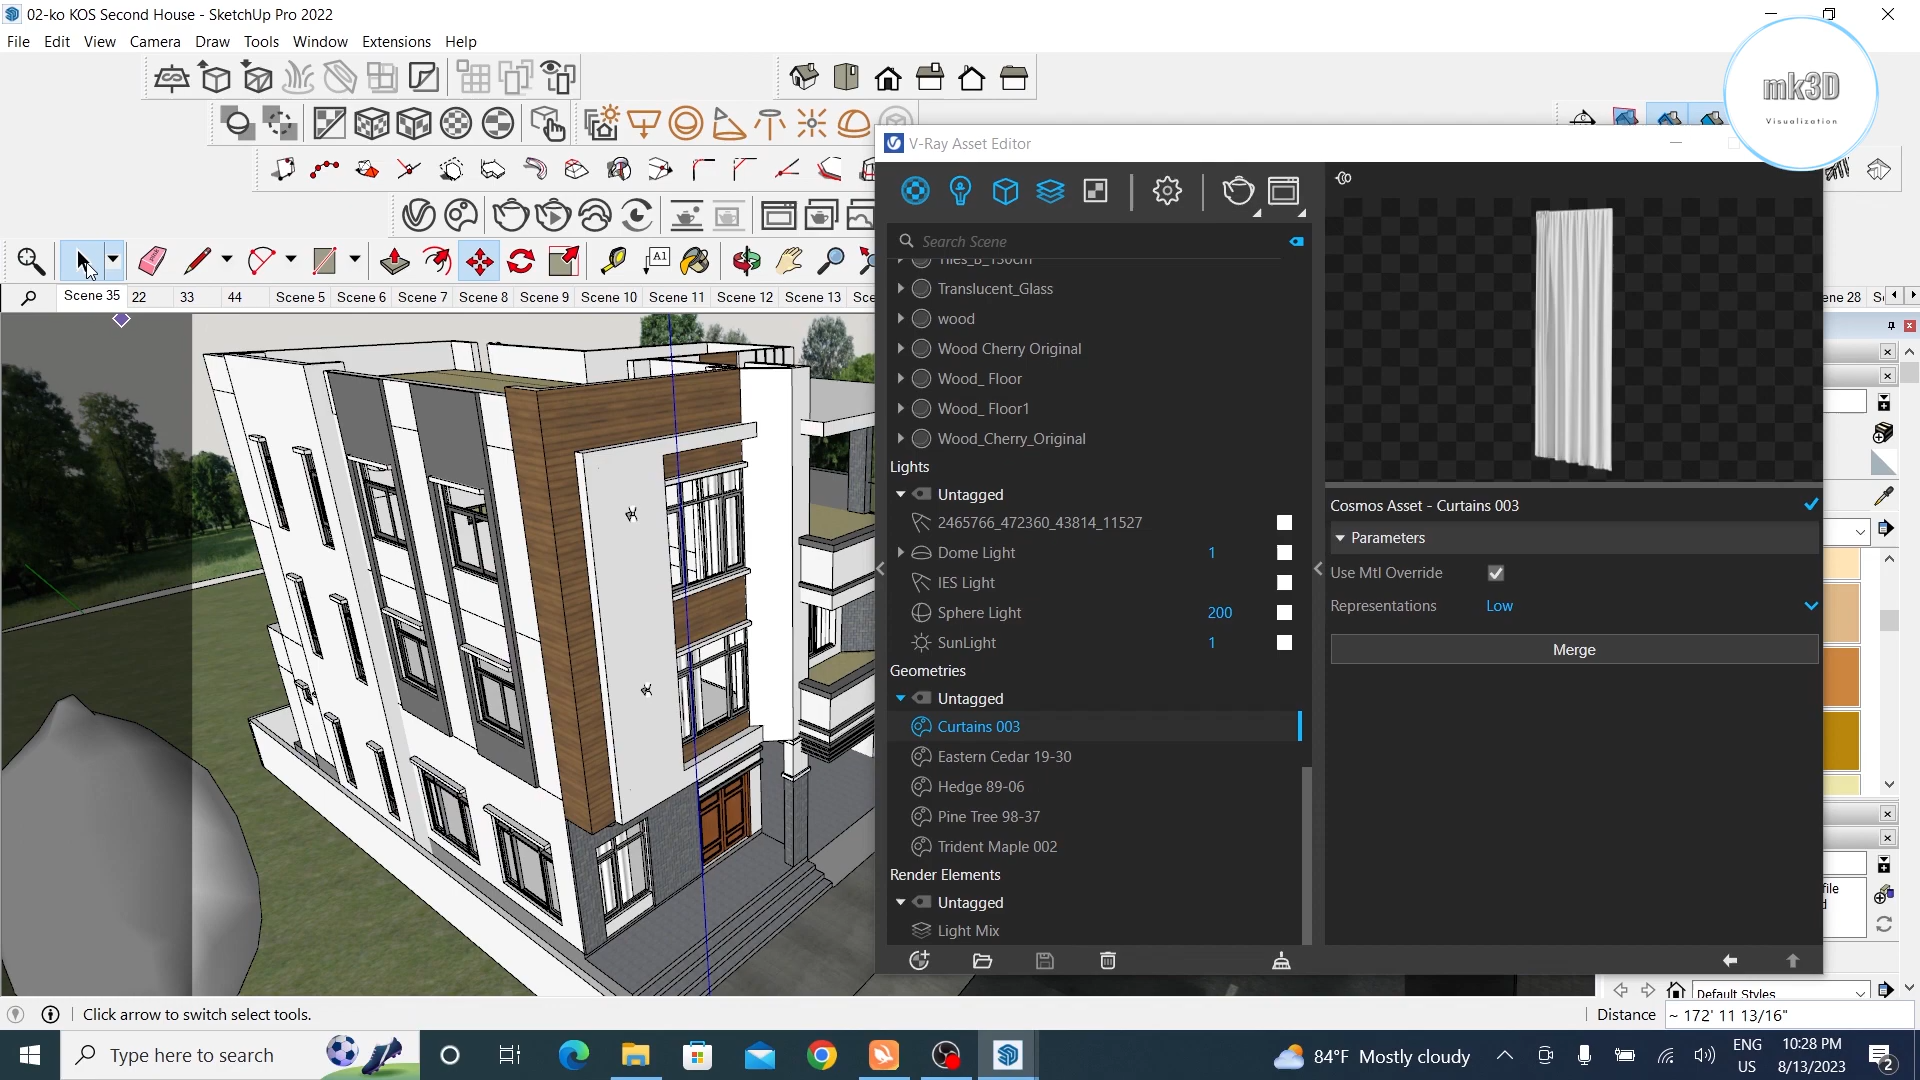 02-ko KOS Second House - SketchUp Pro 2022
File Edit View Camera Draw Tools Window Extensions Help
mk3D
Visualization
V-Ray Asset Editor
A1
Search Scene
Scene 35 22 33 44 Scene 5 Scene 6 Scene 7 Scene 8 Scene 9 Scene 10 Scene 11 Scene 12 Scene 13
Tiles_B_130cm
Translucent_Glass
wood
Wood Cherry Original
Wood_ Floor
Wood_ Floor1
Wood_Cherry_Original
Lights
Untagged
2465766_472360_43814_11527
Dome Light 1
IES Light
Sphere Light 200
SunLight 1
Geometries
Untagged
Curtains 003
Eastern Cedar 19-30
Hedge 89-06
Pine Tree 98-37
Trident Maple 002
Render Elements
Untagged
Light Mix
Cosmos Asset - Curtains 003
Parameters
Use Mtl Override
Representations Low
Merge
ene 28
file
Default Styles
Click arrow to switch select tools.
Distance ~ 172' 11 13/16"
Type here to search
84°F Mostly cloudy
ENG
US
10:28 PM
8/13/2023
2